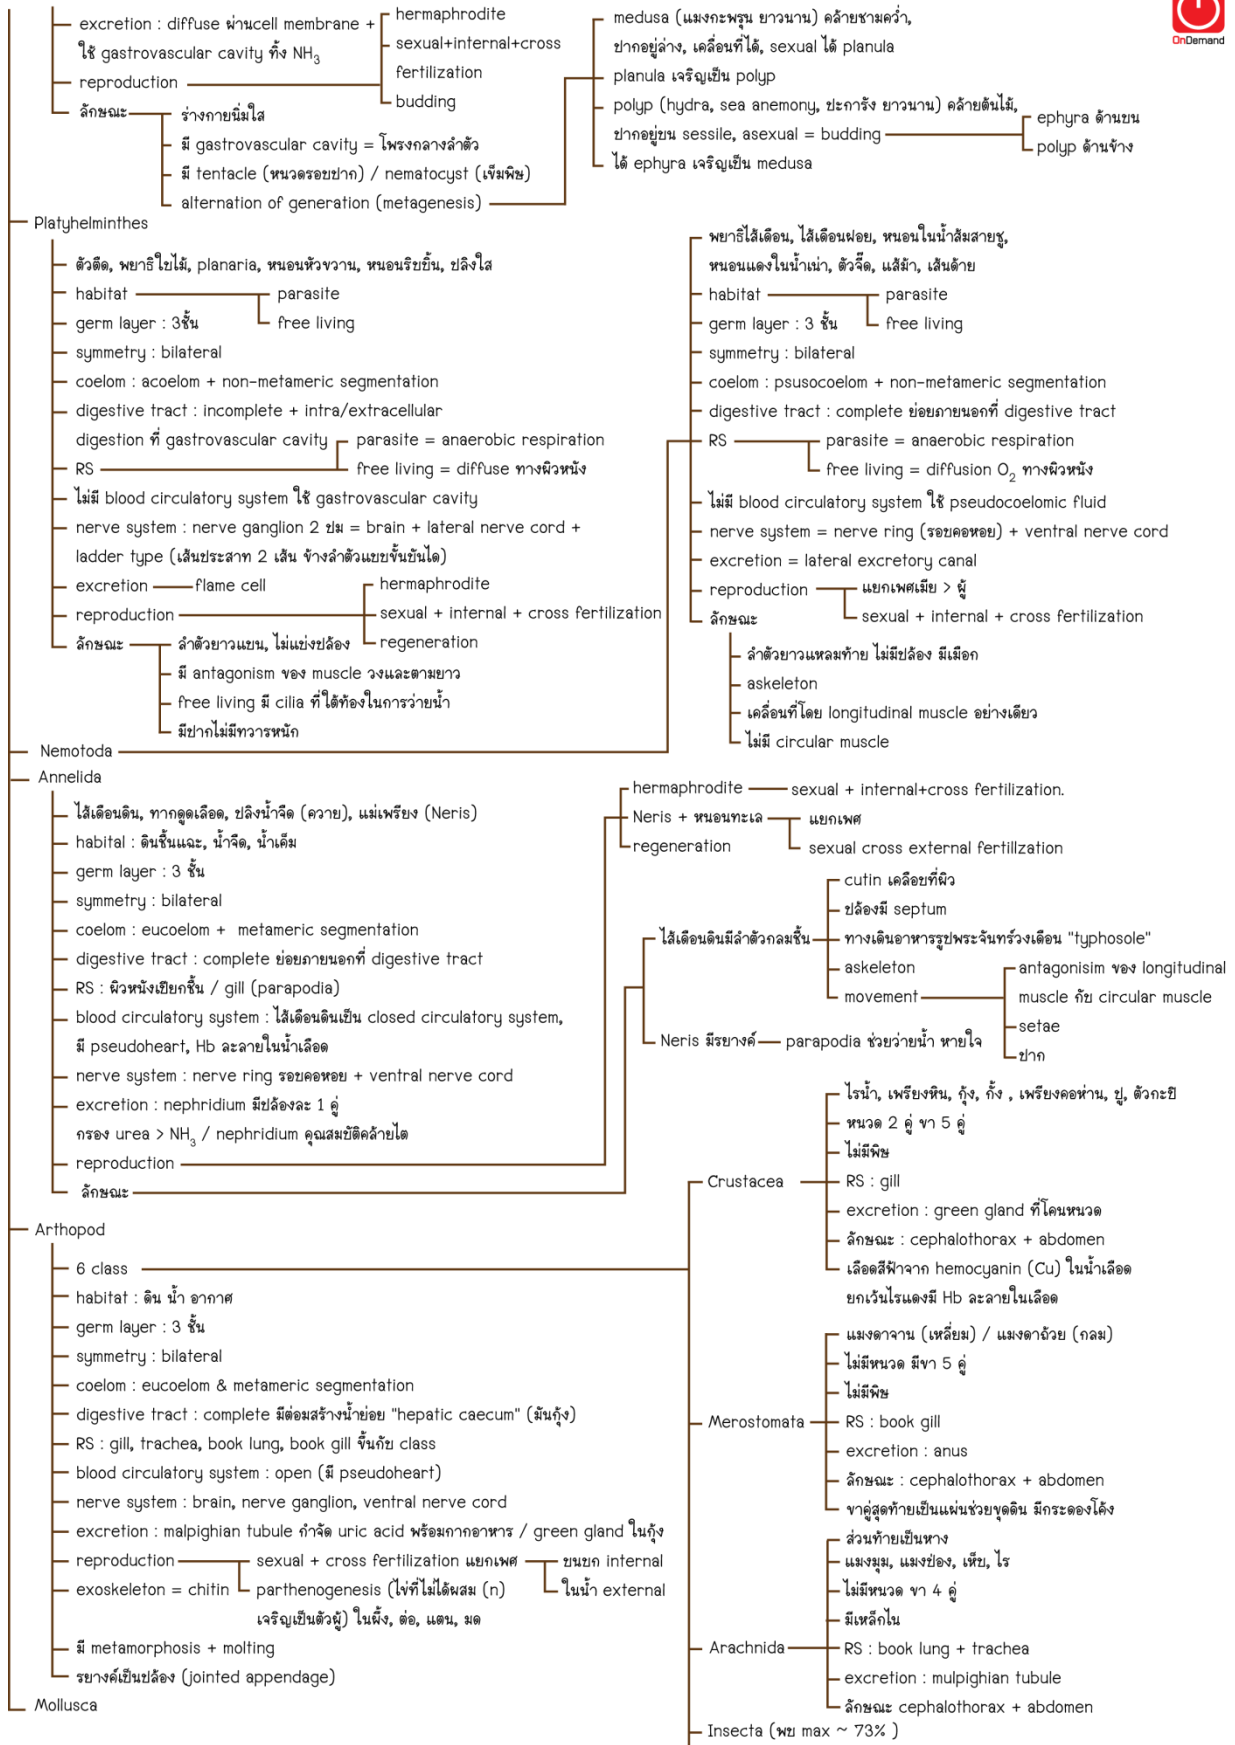 OnDemand
excretion : diffuse ผ่านcell membrane +
ใช้ gastrovascular cavity ทิ้ง NH3
reproduction
hermaphrodite
sexual+internal+cross
fertilization
budding
ลักษณะ
ร่างกายนิ่มใส
มี gastrovascular cavity = โพรงกลางลำตัว
มี tentacle (หนวดรอบปาก) / nematocyst (เข็มพิษ)
alternation of generation (metagenesis)
medusa (แมงกะพรุน ยาวนาน) คล้ายชามคว่ำ,
ปากอยู่ล่าง, เคลื่อนที่ได้, sexual ได้ planula
planula เจริญเป็น polyp
polyp (hydra, sea anemony, ปะการัง ยาวนาน) คล้ายต้นไม้,
ปากอยู่บน sessile, asexual = budding
ephyra ด้านบน
polyp ด้านข้าง
ได้ ephyra เจริญเป็น medusa
Platyhelminthes
ตัวตืด, พยาธิใบไม้, planaria, หนอนหัวขวาน, หนอนริบบิ้น, ปลิงใส
habitat
parasite
free living
germ layer : 3ชั้น
symmetry : bilateral
coelom : acoelom + non-metameric segmentation
digestive tract : incomplete + intra/extracellular
digestion ที่ gastrovascular cavity
RS
parasite = anaerobic respiration
free living = diffuse ทางผิวหนัง
ไม่มี blood circulatory system ใช้ gastrovascular cavity
nerve system : nerve ganglion 2 ปม = brain + lateral nerve cord +
ladder type (เส้นประสาท 2 เส้น ข้างลำตัวแบบขั้นบันได)
excretion
flame cell
reproduction
hermaphrodite
sexual + internal + cross fertilization
regeneration
ลักษณะ
ลำตัวยาวแบน, ไม่แบ่งปล้อง
มี antagonism ของ muscle วงและตามยาว
free living มี cilia ที่ใต้ท้องในการว่ายน้ำ
มีปากไม่มีทวารหนัก
Nemotoda
พยาธิไส้เดือน, ไส้เดือนฝอย, หนอนในน้ำส้มสายชู,
หนอนแดงในน้ำเน่า, ตัวจี๊ด, แส้ม้า, เส้นด้าย
habitat
parasite
free living
germ layer : 3 ชั้น
symmetry : bilateral
coelom : psusocoelom + non-metameric segmentation
digestive tract : complete ย่อยภายนอกที่ digestive tract
RS
parasite = anaerobic respiration
free living = diffusion O2 ทางผิวหนัง
ไม่มี blood circulatory system ใช้ pseudocoelomic fluid
nerve system = nerve ring (รอบคอหอย) + ventral nerve cord
excretion = lateral excretory canal
reproduction
แยกเพศเมีย > ผู้
sexual + internal + cross fertilization
ลักษณะ
ลำตัวยาวแหลมท้าย ไม่มีปล้อง มีเมือก
askeleton
เคลื่อนที่โดย longitudinal muscle อย่างเดียว
ไม่มี circular muscle
Annelida
ไส้เดือนดิน, ทากดูดเลือด, ปลิงน้ำจืด (ควาย), แม่เพรียง (Neris)
habital : ดินชื้นแฉะ, น้ำจืด, น้ำเค็ม
germ layer : 3 ชั้น
symmetry : bilateral
coelom : eucoelom +  metameric segmentation
digestive tract : complete ย่อยภายนอกที่ digestive tract
RS : ผิวหนังเปียกชื้น / gill (parapodia)
blood circulatory system : ไส้เดือนดินเป็น closed circulatory system,
มี pseudoheart, Hb ละลายในน้ำเลือด
nerve system : nerve ring รอบคอหอย + ventral nerve cord
excretion : nephridium มีปล้องละ 1 คู่
กรอง urea > NH3 / nephridium คุณสมบัติคล้ายไต
reproduction
hermaphrodite
sexual + internal+cross fertilization.
Neris + หนอนทะเล
แยกเพศ
sexual cross external fertillzation
regeneration
ลักษณะ
ไส้เดือนดินมีลำตัวกลมชื้น
cutin เคลือบที่ผิว
ปล้องมี septum
ทางเดินอาหารรูปพระจันทร์วงเดือน "typhosole"
askeleton
movement
antagonisim ของ longitudinal
muscle กับ circular muscle
setae
ปาก
Neris มีรยางค์
parapodia ช่วยว่ายน้ำ หายใจ
Arthopod
6 class
habitat : ดิน น้ำ อากาศ
germ layer : 3 ชั้น
symmetry : bilateral
coelom : eucoelom & metameric segmentation
digestive tract : complete มีต่อมสร้างน้ำย่อย "hepatic caecum" (มันกุ้ง)
RS : gill, trachea, book lung, book gill ขึ้นกับ class
blood circulatory system : open (มี pseudoheart)
nerve system : brain, nerve ganglion, ventral nerve cord
excretion : malpighian tubule กำจัด uric acid พร้อมกากอาหาร / green gland ในกุ้ง
reproduction
sexual + cross fertilization แยกเพศ
บนบก internal
ในน้ำ external
exoskeleton = chitin
parthenogenesis (ไข่ที่ไม่ได้ผสม (n)
เจริญเป็นตัวผู้) ในผึ้ง, ต่อ, แตน, มด
มี metamorphosis + molting
รยางค์เป็นปล้อง (jointed appendage)
Mollusca
Crustacea
ไรน้ำ, เพรียงหิน, กุ้ง, กั้ง , เพรียงคอห่าน, ปู, ตัวกะปิ
หนวด 2 คู่ ขา 5 คู่
ไม่มีพิษ
RS : gill
excretion : green gland ที่โคนหนวด
ลักษณะ : cephalothorax + abdomen
เลือดสีฟ้าจาก hemocyanin (Cu) ในน้ำเลือด
ยกเว้นไรแดงมี Hb ละลายในเลือด
Merostomata
แมงดาจาน (เหลี่ยม) / แมงดาถ้วย (กลม)
ไม่มีหนวด มีขา 5 คู่
ไม่มีพิษ
RS : book gill
excretion : anus
ลักษณะ : cephalothorax + abdomen
ขาคู่สุดท้ายเป็นแผ่นช่วยขุดดิน มีกระดองโค้ง
Arachnida
ส่วนท้ายเป็นหาง
แมงมุม, แมงป่อง, เห็บ, ไร
ไม่มีหนวด ขา 4 คู่
มีเหล็กไน
RS : book lung + trachea
excretion : mulpighian tubule
ลักษณะ cephalothorax + abdomen
Insecta (พบ max ~ 73% )